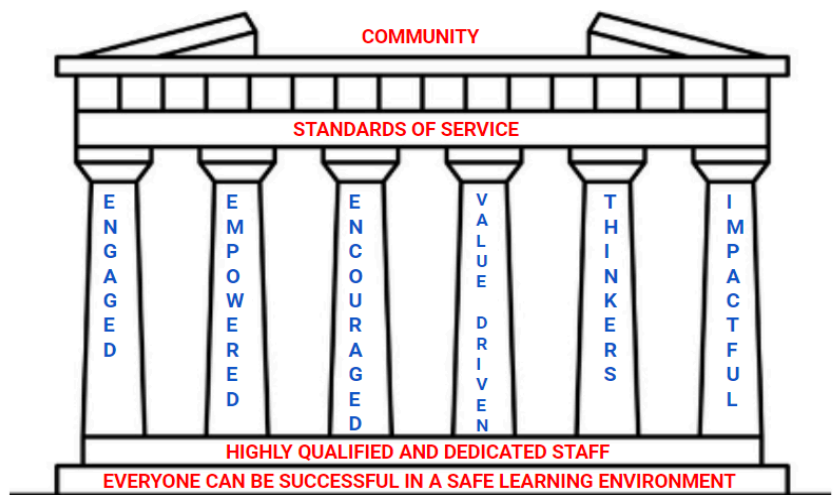 COMMUNITY
STANDARDS OF SERVICE
ENGAGED
EMPOWERED
ENCOURAGED
VALUE DRIVEN
THINKERS
IMPACTFUL
HIGHLY QUALIFIED AND DEDICATED STAFF
EVERYONE CAN BE SUCCESSFUL IN A SAFE LEARNING ENVIRONMENT